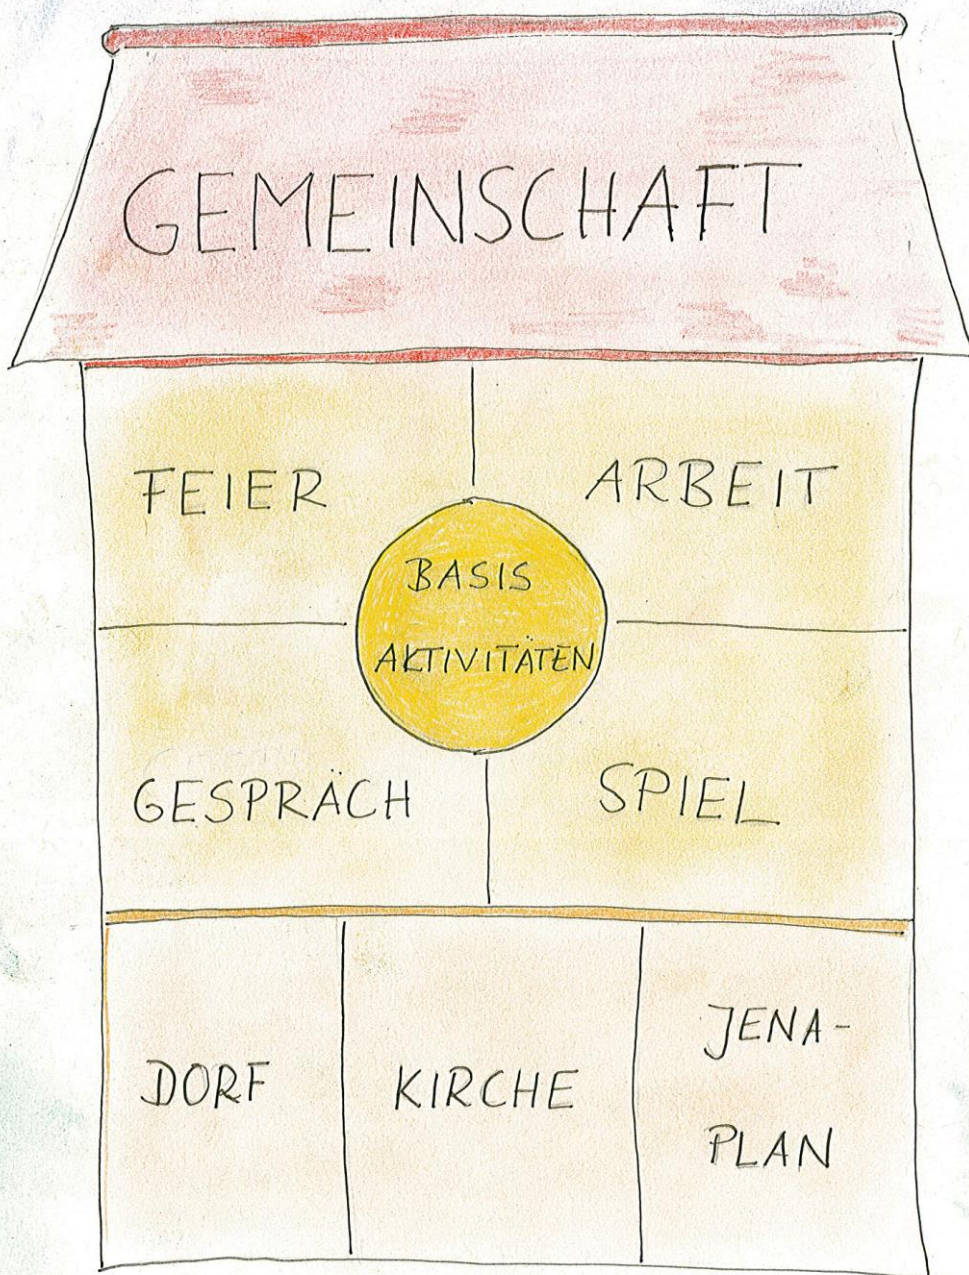 GEMEINSCHAFT
FEIER
ARBEIT
BASIS
AKTIVITÄTEN
GESPRÄCH
SPIEL
DORF
KIRCHE
JENA-
PLAN